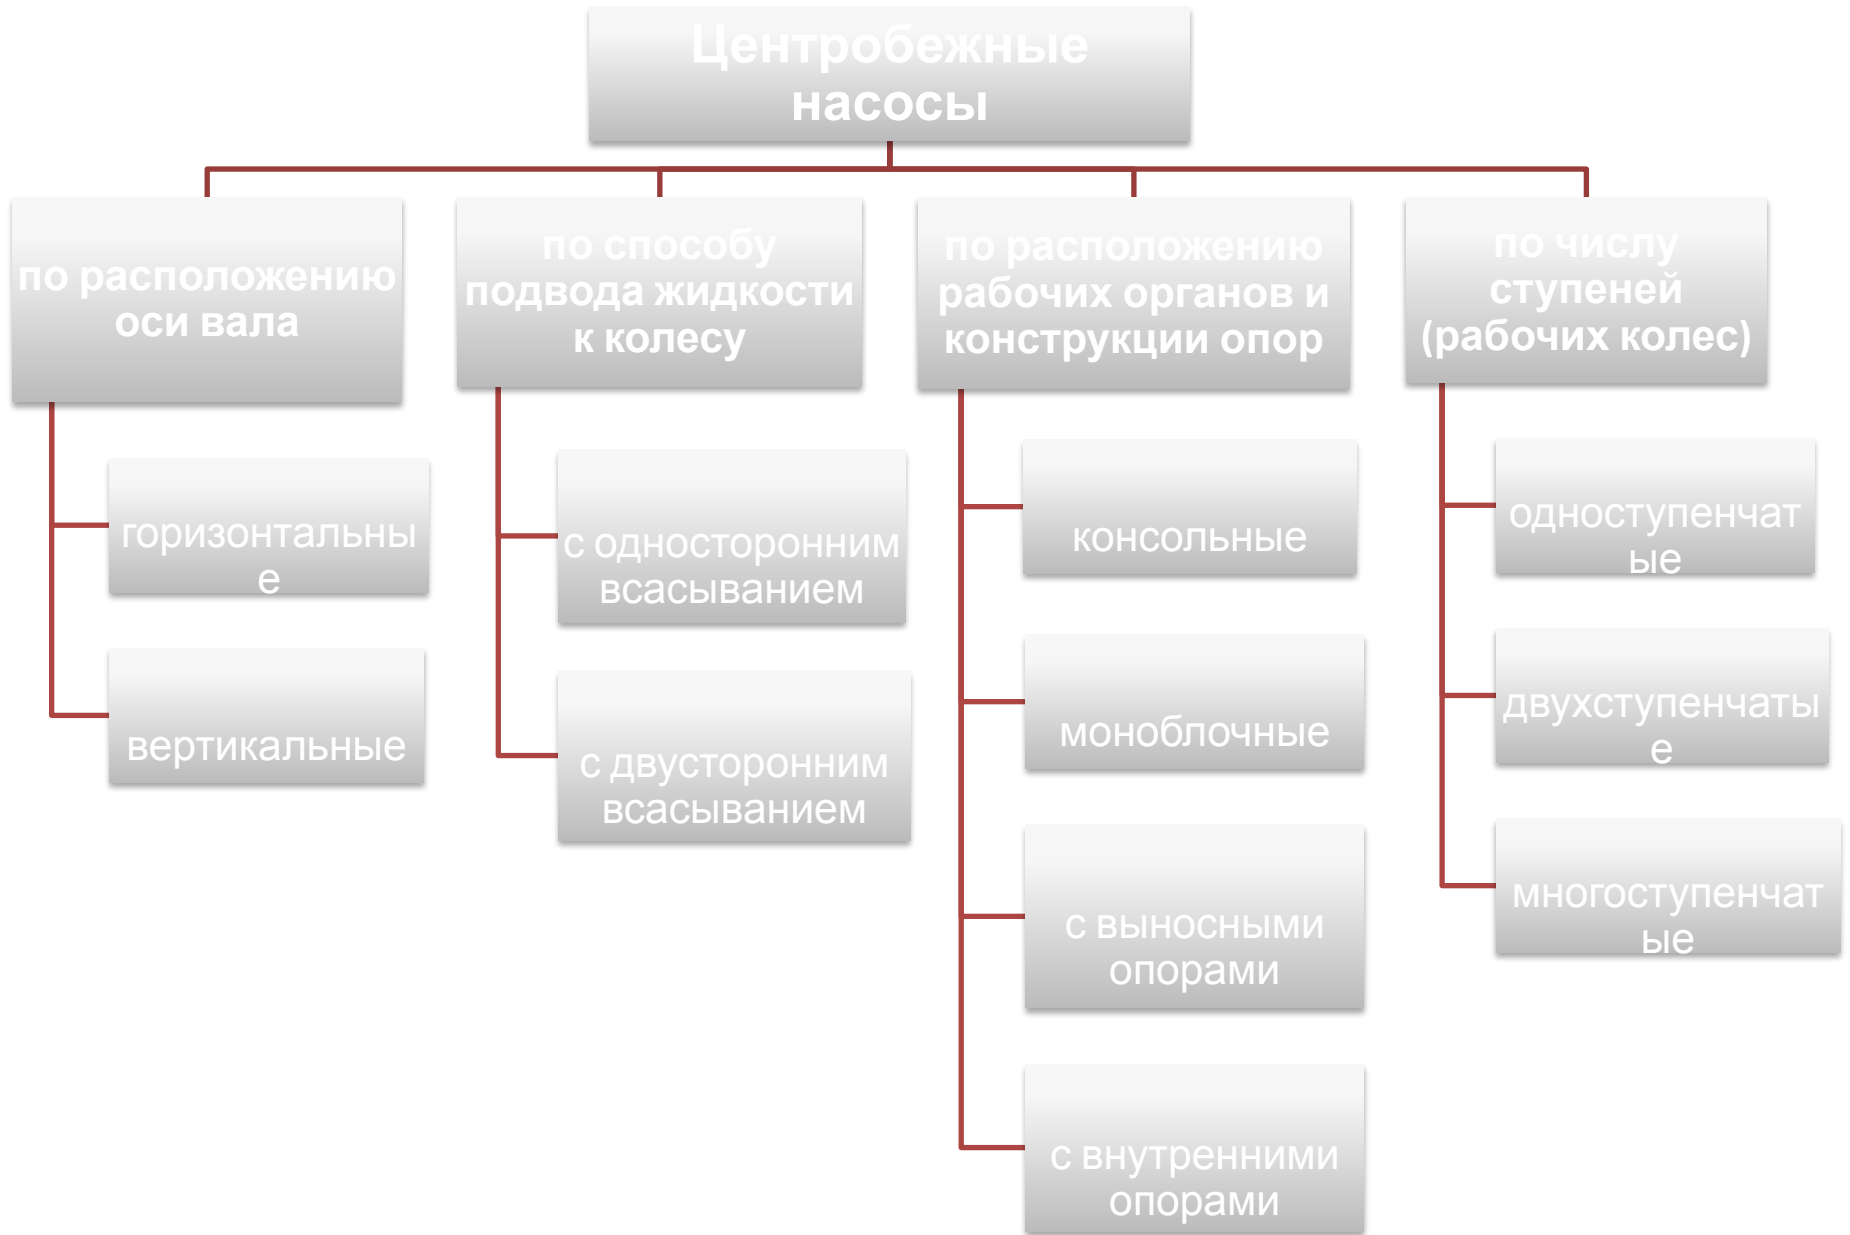 Центробежные
насосы
по расположению
оси вала
горизонтальны
е
вертикальные
по способу
подвода жидкости
к колесу
с односторонним
всасыванием
с двусторонним
всасыванием
по расположению
рабочих органов и
конструкции опор
консольные
моноблочные
с выносными
опорами
с внутренними
опорами
по числу
ступеней
(рабочих колес)
одноступенчат
ые
двухступенчаты
е
многоступенчат
ые